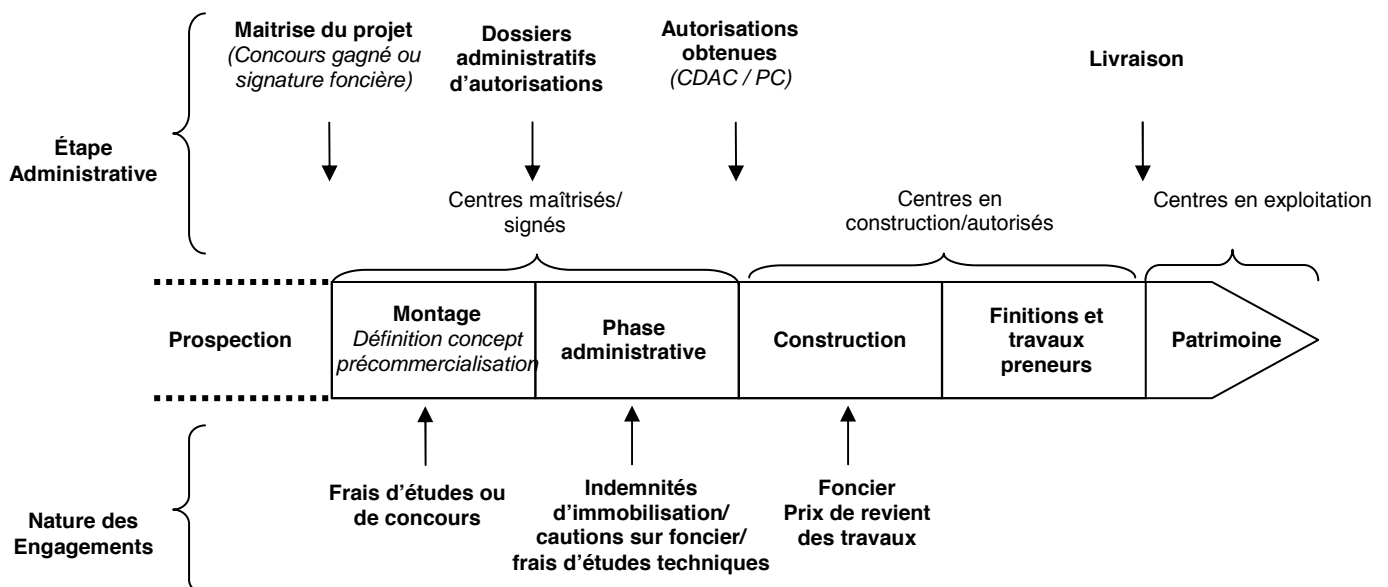 Maitrise du projet
(Concours gagné ou
signature foncière)
Dossiers
administratifs
d’autorisations
Autorisations
obtenues
(CDAC / PC)
Livraison
Étape
Administrative
Centres maîtrisés/
signés
Centres en
construction/autorisés
Centres en exploitation
Prospection
Montage
Définition concept
précommercialisation
Phase
administrative
Construction
Finitions et
travaux
preneurs
Patrimoine
Nature des
Engagements
Frais d’études ou
de concours
Indemnités
d’immobilisation/
cautions sur foncier/
frais d’études techniques
Foncier
Prix de revient
des travaux